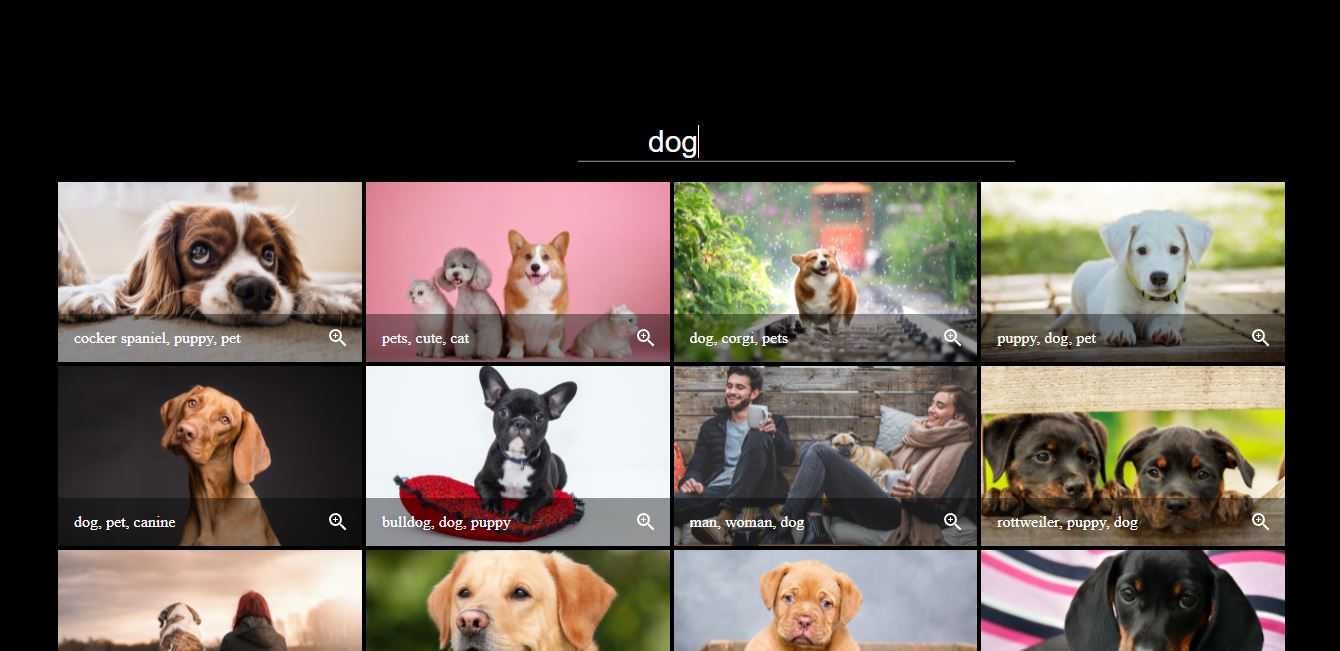 dog
cocker spaniel, puppy, pet
pets, cute, cat
dog, corgi, pets
puppy, dog, pet
dog, pet, canine
bulldog, dog, puppy
man, woman, dog
rottweiler, puppy, dog